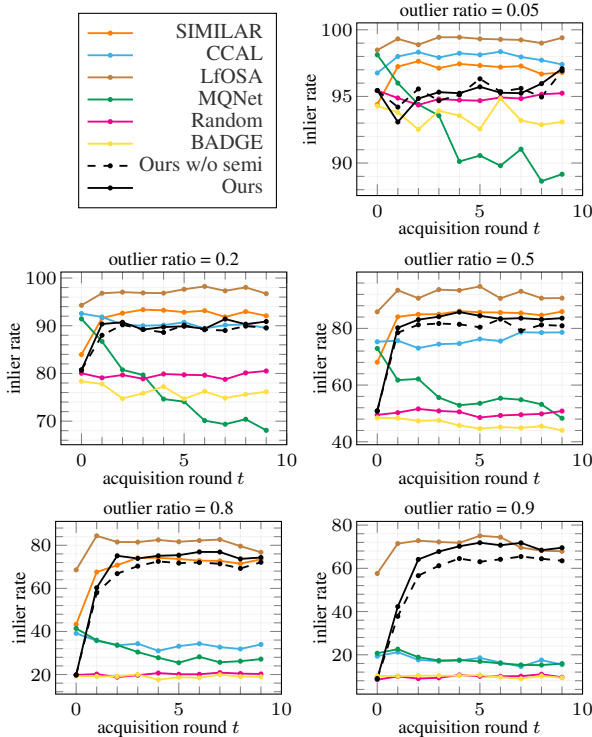 SIMILAR
CCAL
LfOSA
MQNet
Random
BADGE
Ours w/o semi
Ours
outlier ratio = 0.05
100
95
90
inlier rate
0 5 10
acquisition round t
outlier ratio = 0.2
100
90
80
70
inlier rate
0 5 10
acquisition round t
outlier ratio = 0.5
80
60
40
inlier rate
0 5 10
acquisition round t
outlier ratio = 0.8
80
60
40
20
inlier rate
0 5 10
acquisition round t
outlier ratio = 0.9
80
60
40
20
0
inlier rate
0 5 10
acquisition round t